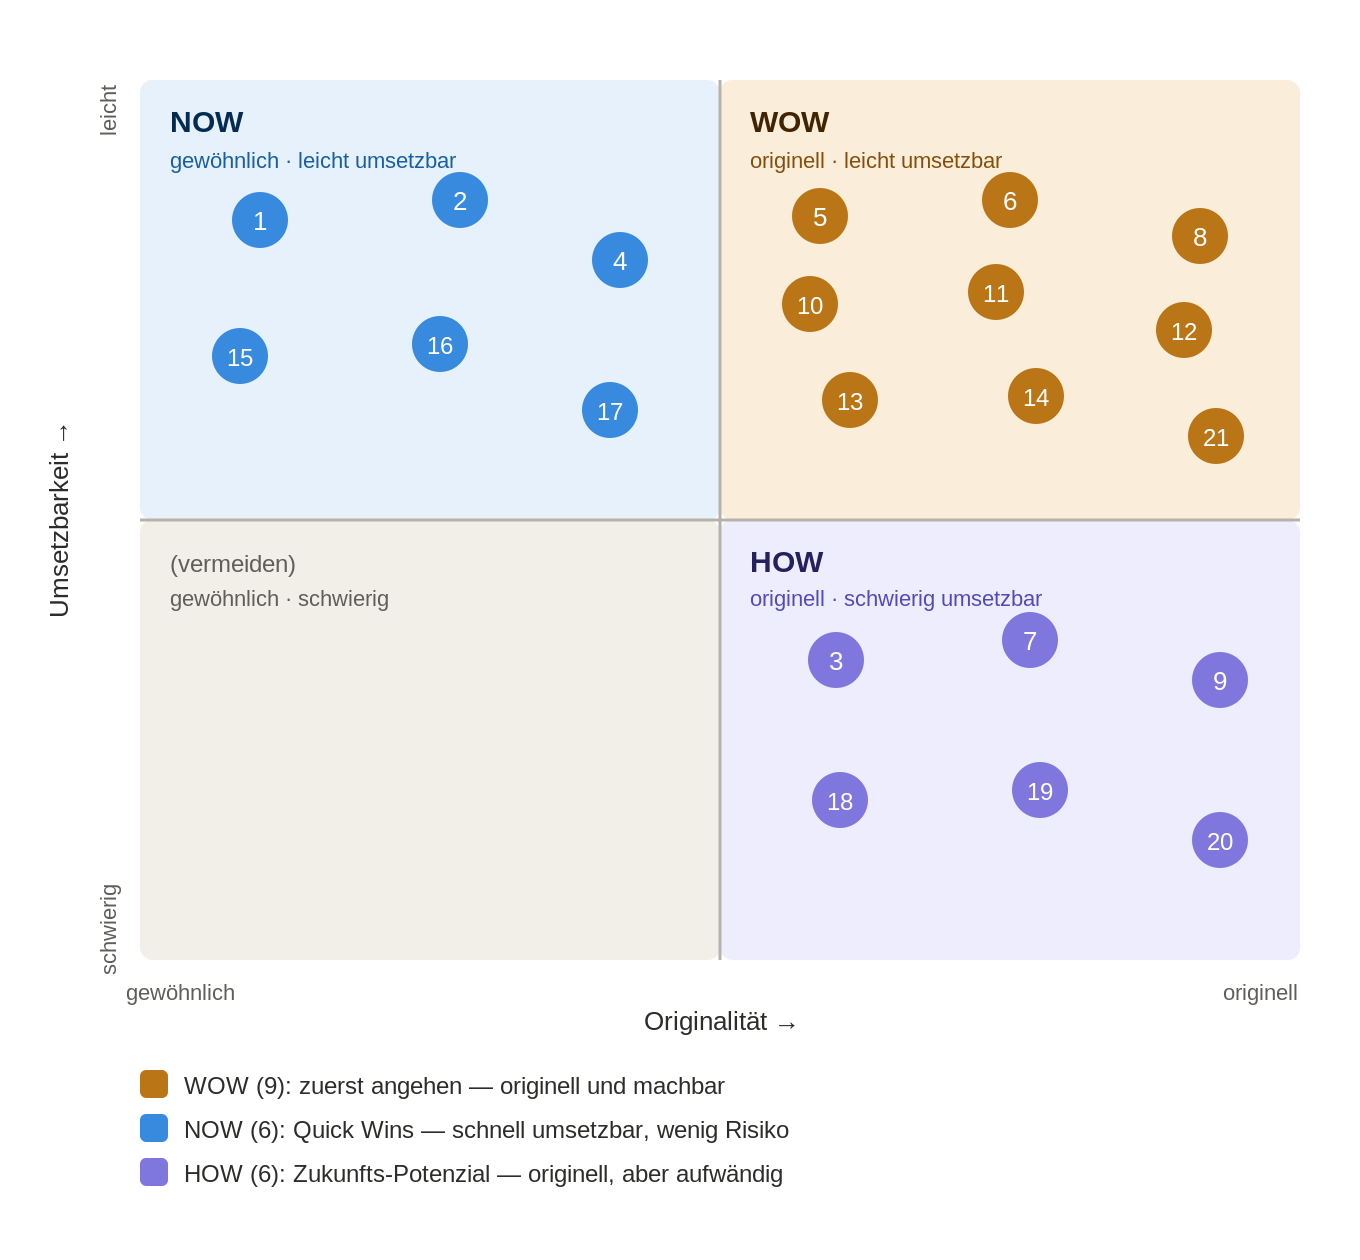 leicht
NOW
gewöhnlich · leicht umsetzbar
1
2
4
15
16
17
WOW
originell · leicht umsetzbar
5
6
8
10
11
12
13
14
21
Umsetzbarkeit →
(vermeiden)
gewöhnlich · schwierig
HOW
originell · schwierig umsetzbar
3
7
9
18
19
20
schwierig
gewöhnlich
originell
Originalität →
WOW (9): zuerst angehen — originell und machbar
NOW (6): Quick Wins — schnell umsetzbar, wenig Risiko
HOW (6): Zukunfts-Potenzial — originell, aber aufwändig